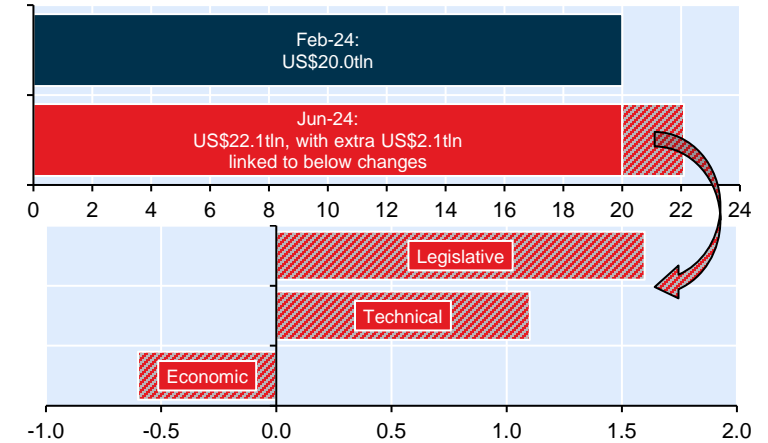 Feb-24:
US$20.0tln
Jun-24:
US$22.1tln, with extra US$2.1tln
linked to below changes
0 2 4 6 8 10 12 14 16 18 20 22 24
Legislative
Technical
Economic
-1.0 -0.5 0.0 0.5 1.0 1.5 2.0